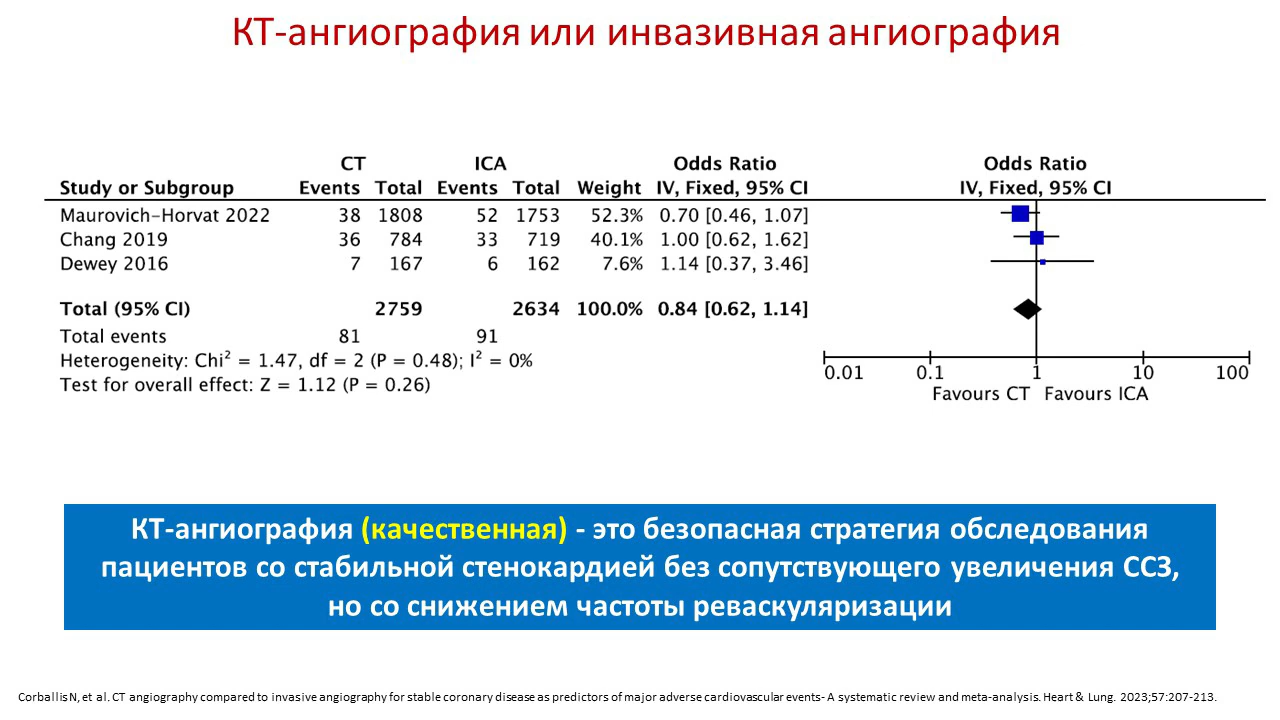 КТ-ангиография или инвазивная ангиография
CT ICA Odds Ratio Odds Ratio
Study or Subgroup Events Total Events Total Weight IV, Fixed, 95% CI IV, Fixed, 95% CI
Maurovich-Horvat 2022 38 1808 52 1753 52.3% 0.70 [0.46, 1.07]
Chang 2019 36 784 33 719 40.1% 1.00 [0.62, 1.62]
Dewey 2016 7 167 6 162 7.6% 1.14 [0.37, 3.46]
Total (95% CI) 2759 2634 100.0% 0.84 [0.62, 1.14]
Total events 81 91
Heterogeneity: Chi² = 1.47, df = 2 (P = 0.48); I² = 0%
Test for overall effect: Z = 1.12 (P = 0.26)
0.01 0.1 1 10 100
Favours CT Favours ICA
КТ-ангиография (качественная) - это безопасная стратегия обследования
пациентов со стабильной стенокардией без сопутствующего увеличения ССЗ,
но со снижением частоты реваскуляризации
Corballis N, et al. CT angiography compared to invasive angiography for stable coronary disease as predictors of major adverse cardiovascular events- A systematic review and meta-analysis. Heart & Lung. 2023;57:207-213.